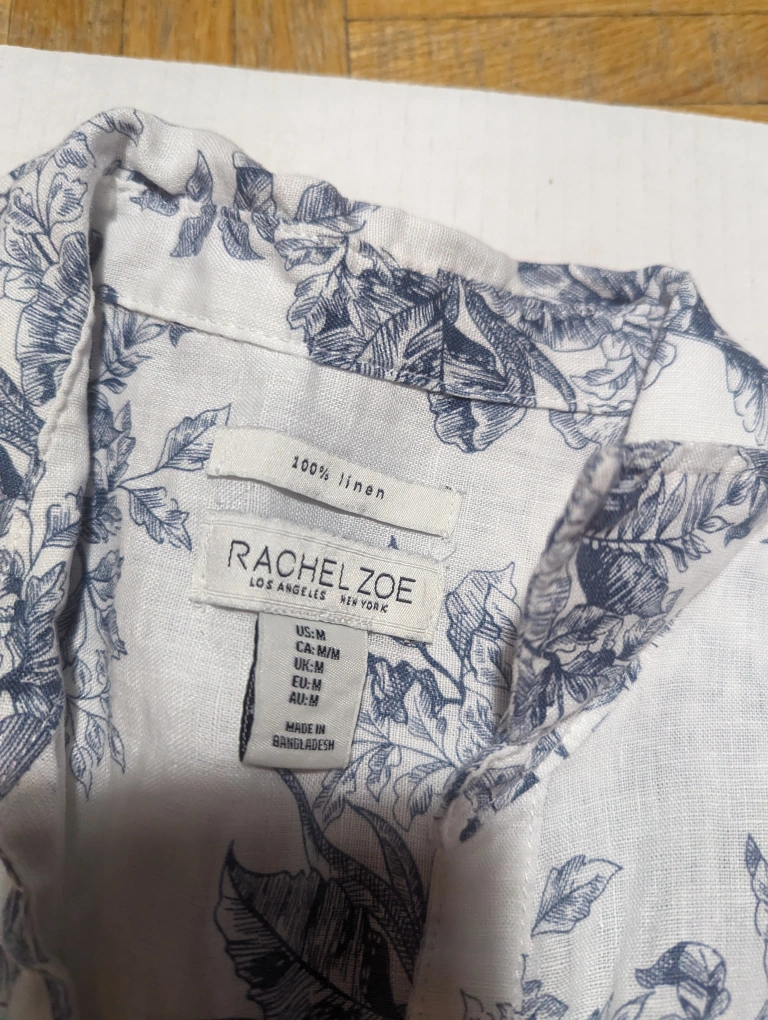 100% linen
RACHEL ZOE
LOS ANGELES NEW YORK
US:M
CA:M/M
UK:M
EU:M
AU:M
MADE IN
BANGLADESH